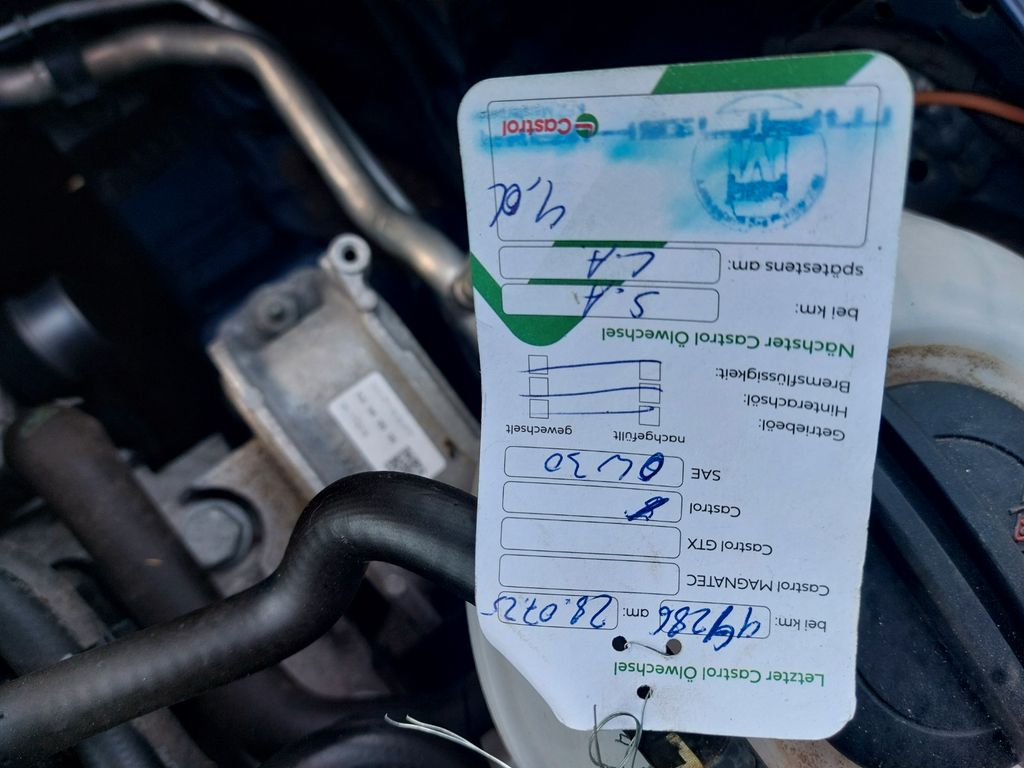 Letzter Castrol Ölwechsel
bei km: 44286 am: 28.07.25
Castrol MAGNATEC
Castrol GTX
Castrol
SAE 0W30
nachgefüllt gewechselt
Getriebeöl:
Hinterachsöl:
Bremsflüssigkeit:
Nächster Castrol Ölwechsel
bei km: S.A
spätestens am:
Castrol